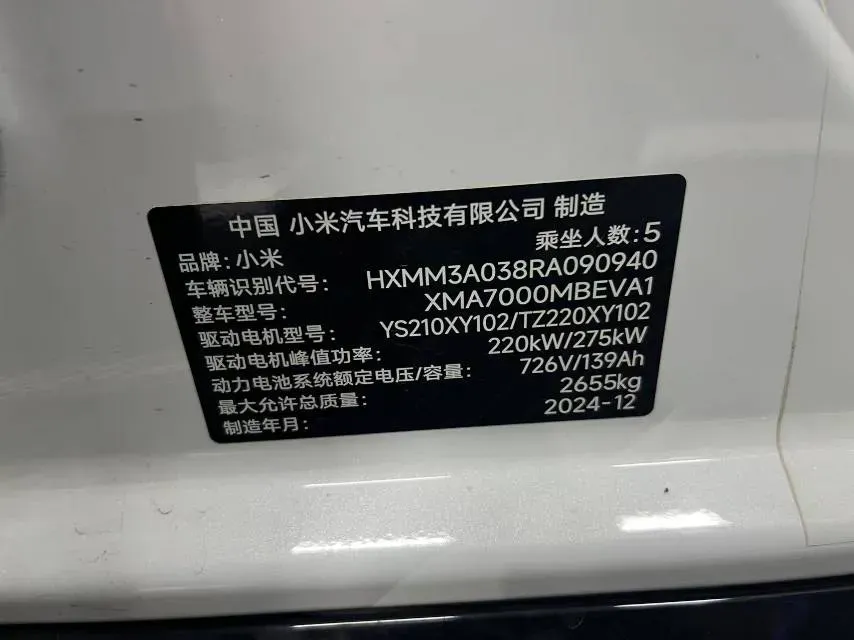 中国 小米汽车科技有限公司 制造
品牌:小米 乘坐人数:5
车辆识别代号: HXMM3A038RA090940
整车型号: XMA7000MBEVA1
驱动电机型号: YS210XY102/TZ220XY102
驱动电机峰值功率: 220kW/275kW
动力电池系统额定电压/容量: 726V/139Ah
最大允许总质量: 2655kg
制造年月: 2024-12